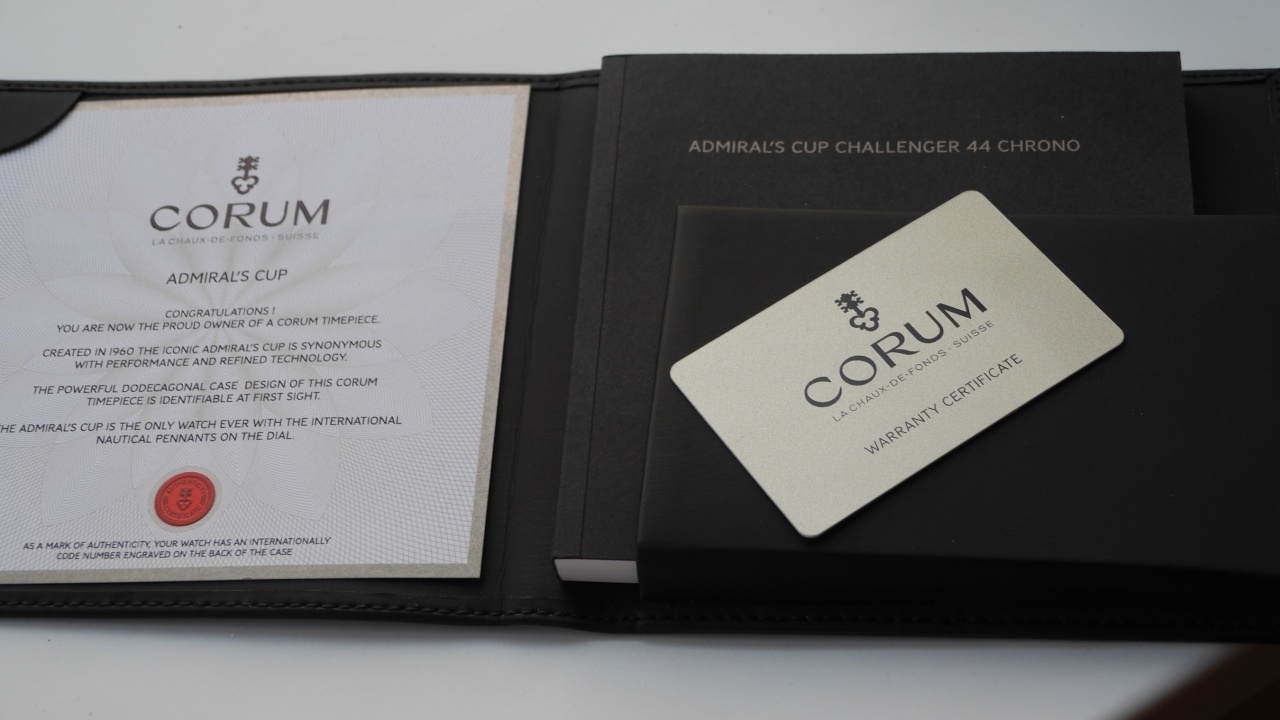 CORUM
LA CHAUX-DE-FONDS · SUISSE
ADMIRAL'S CUP
CONGRATULATIONS !
YOU ARE NOW THE PROUD OWNER OF A CORUM TIMEPIECE.
CREATED IN 1960 THE ICONIC ADMIRAL'S CUP IS SYNONYMOUS
WITH PERFORMANCE AND REFINED TECHNOLOGY.
THE POWERFUL DODECAGONAL CASE DESIGN OF THIS CORUM
TIMEPIECE IS IDENTIFIABLE AT FIRST SIGHT.
THE ADMIRAL'S CUP IS THE ONLY WATCH EVER WITH THE INTERNATIONAL
NAUTICAL PENNANTS ON THE DIAL.
AS A MARK OF AUTHENTICITY, YOUR WATCH HAS AN INTERNATIONALLY
CODE NUMBER ENGRAVED ON THE BACK OF THE CASE
ADMIRAL'S CUP CHALLENGER 44 CHRONO
CORUM
LA CHAUX-DE-FONDS · SUISSE
WARRANTY CERTIFICATE